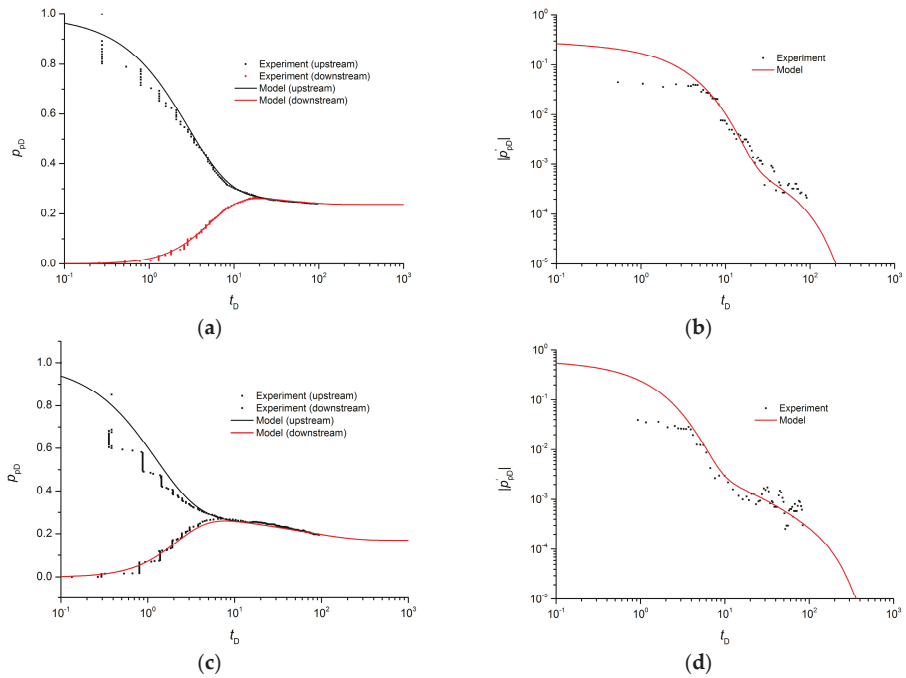 1.0
0.8
0.6
0.4
0.2
0.0
p_pD
10^-1
10^0
10^1
10^2
10^3
t_D
Experiment (upstream)
Experiment (downstream)
Model (upstream)
Model (downstream)
(a)
10^0
10^-1
10^-2
10^-3
10^-4
10^-5
|p'_pD|
10^-1
10^0
10^1
10^2
10^3
t_D
Experiment
Model
(b)
1.0
0.8
0.6
0.4
0.2
0.0
p_pD
10^-1
10^0
10^1
10^2
10^3
t_D
Experiment (upstream)
Experiment (downstream)
Model (upstream)
Model (downstream)
(c)
10^0
10^-1
10^-2
10^-3
10^-4
10^-5
|p'_pD|
10^-1
10^0
10^1
10^2
10^3
t_D
Experiment
Model
(d)